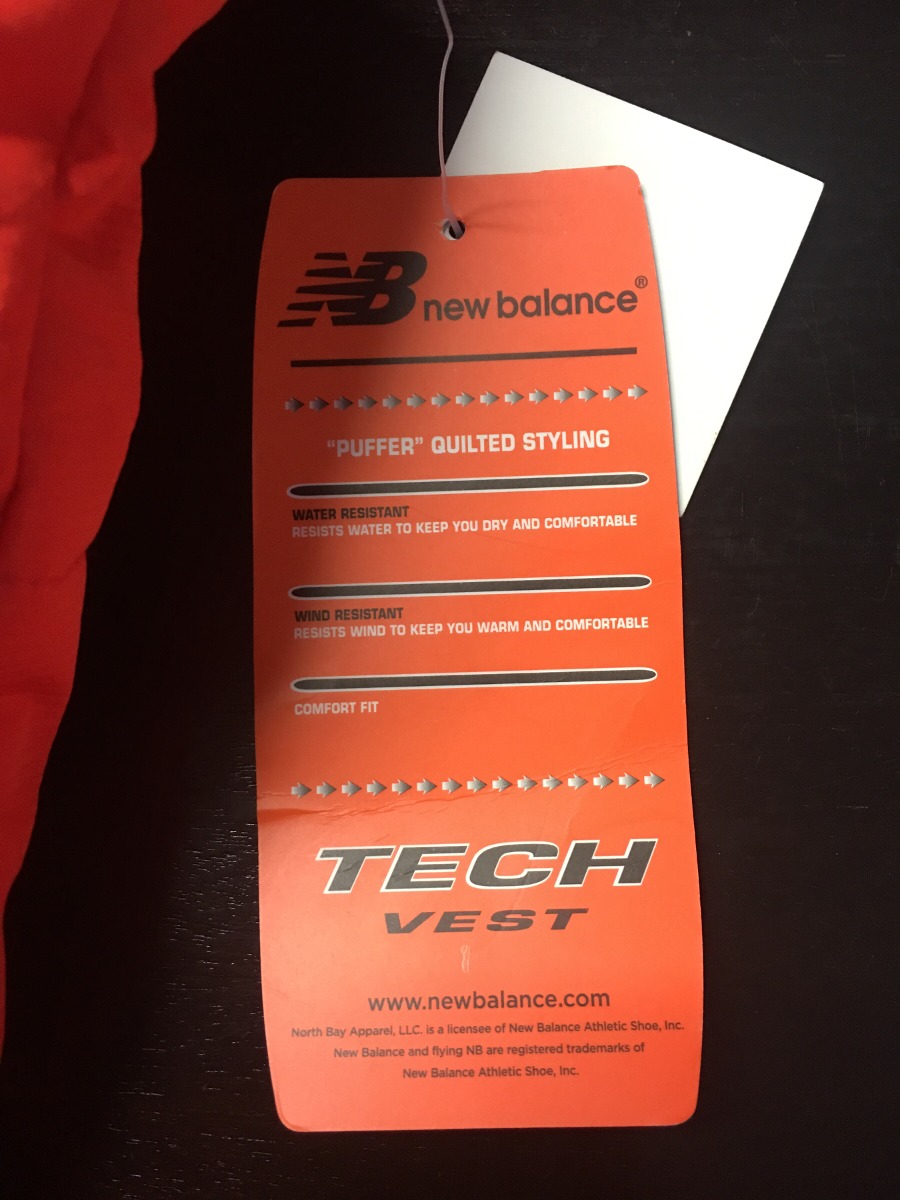 NB new balance®
"PUFFER" QUILTED STYLING
WATER RESISTANT
RESISTS WATER TO KEEP YOU DRY AND COMFORTABLE
WIND RESISTANT
RESISTS WIND TO KEEP YOU WARM AND COMFORTABLE
COMFORT FIT
TECH
VEST
www.newbalance.com
North Bay Apparel, LLC. is a licensee of New Balance Athletic Shoe, Inc.
New Balance and flying NB are registered trademarks of
New Balance Athletic Shoe, Inc.